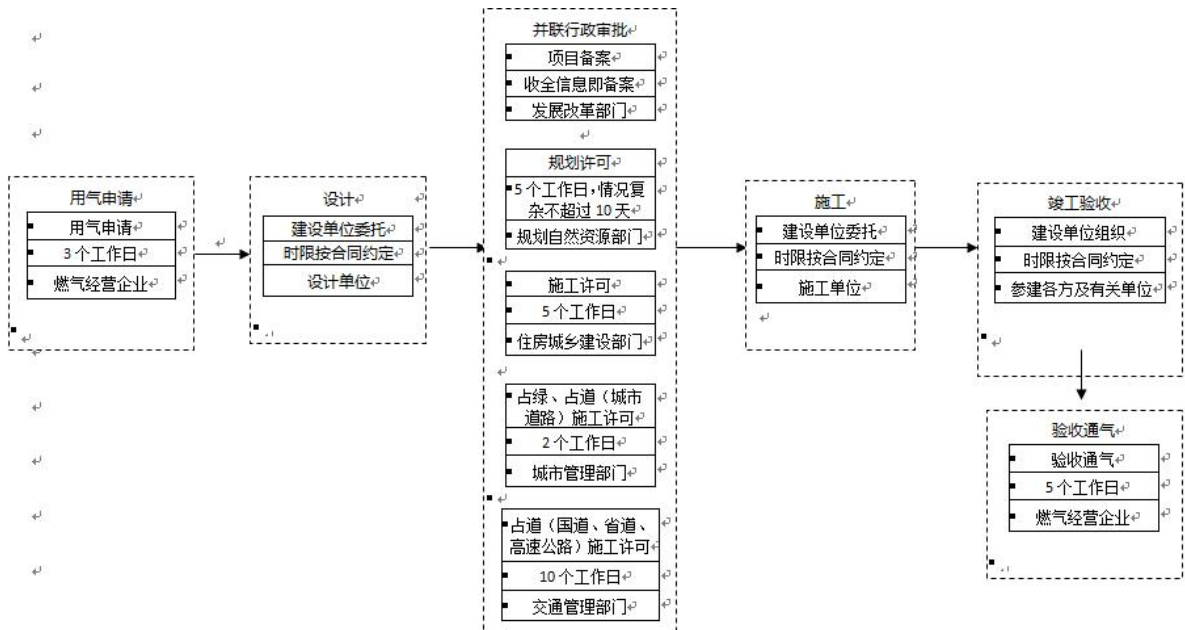 用气申请
用气申请
3个工作日
燃气经营企业
设计
建设单位委托
时限按合同约定
设计单位
并联行政审批
项目备案
收全信息即备案
发展改革部门
规划许可
5个工作日,情况复
杂不超过10天
规划自然资源部门
施工许可
5个工作日
住房城乡建设部门
占绿、占道（城市
道路）施工许可
2个工作日
城市管理部门
占道（国道、省道、
高速公路）施工许可
10个工作日
交通管理部门
施工
建设单位委托
时限按合同约定
施工单位
竣工验收
建设单位组织
时限按合同约定
参建各方及有关单位
验收通气
验收通气
5个工作日
燃气经营企业